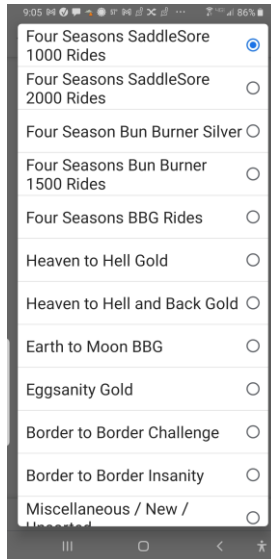 9:05
86%
Four Seasons SaddleSore
1000 Rides
Four Seasons SaddleSore
2000 Rides
Four Season Bun Burner Silver
Four Seasons Bun Burner
1500 Rides
Four Seasons BBG Rides
Heaven to Hell Gold
Heaven to Hell and Back Gold
Earth to Moon BBG
Eggsanity Gold
Border to Border Challenge
Border to Border Insanity
Miscellaneous / New /